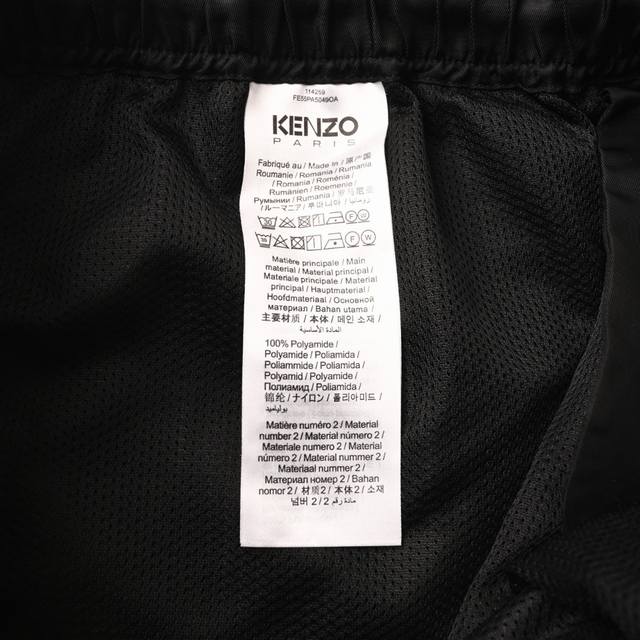 114259
FE55PA5049OA
KENZO
PARIS
Fabriqué au / Made in / 原产国
Roumanie / Romania / Rumania
/ Romania / Roménia /
Rumänien / Roemenie /
Румынии / Rumania / 罗马尼亚
/ ルーマニア / 루마니아 / رومانيا
30 F W
30 F W
Matière principale / Main
material / Material principal /
Materiale principale / Material
principal / Hauptmaterial /
Hoofdmateriaal / Основной
материал / Bahan utama /
主要材质 / 本体 / 메인 소재 /
المادة الأساسية
100% Polyamide /
Polyamide / Poliamida /
Poliammide / Poliamida /
Polyamid / Polyamide /
Полиамид / Poliamida /
锦纶 / ナイロン / 폴리아미드 /
بوليامید
Matière numéro 2 / Material
number 2 / Material número 2 /
Materiale numero 2 / Material
número 2 / Material nummer 2 /
Materiaal nummer 2 /
Материал номер 2 / Bahan
nomor 2 / 材质2 / 本体2 / 소재
넘버 2 / مادة رقم 2